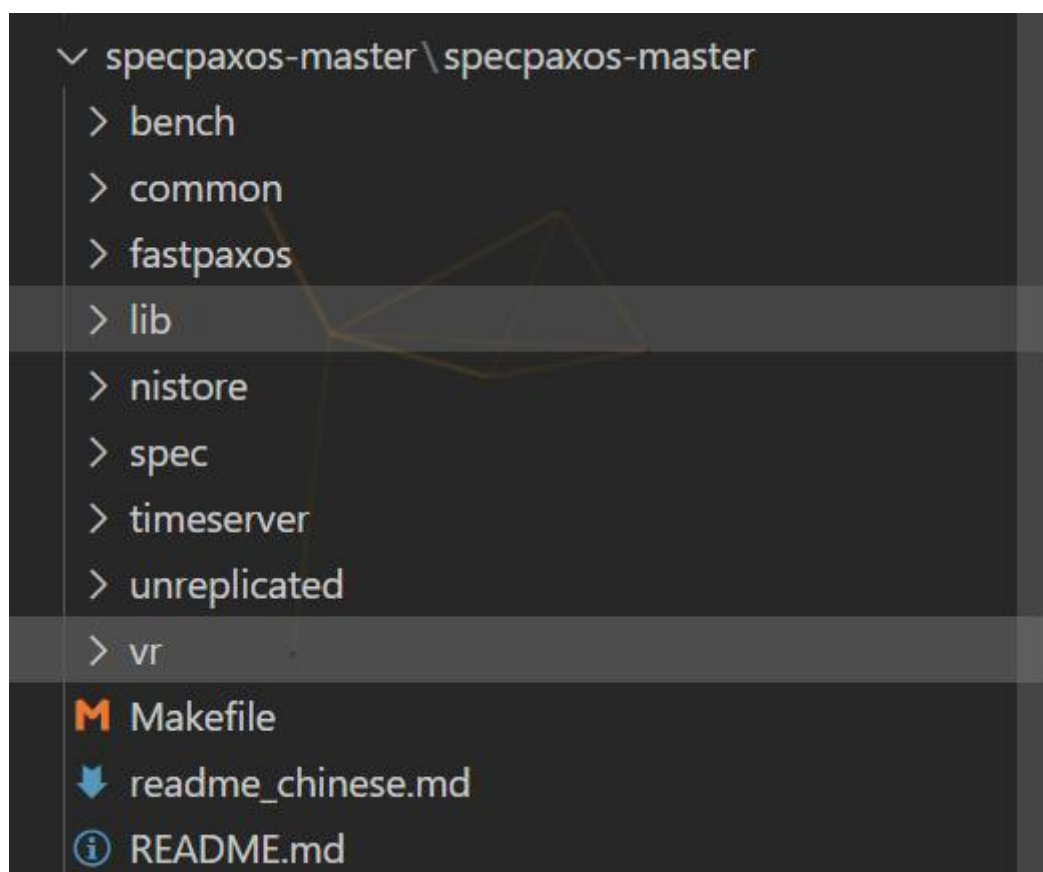 specpaxos-master\specpaxos-master
bench
common
fastpaxos
lib
nistore
spec
timeserver
unreplicated
vr
Makefile
readme_chinese.md
README.md